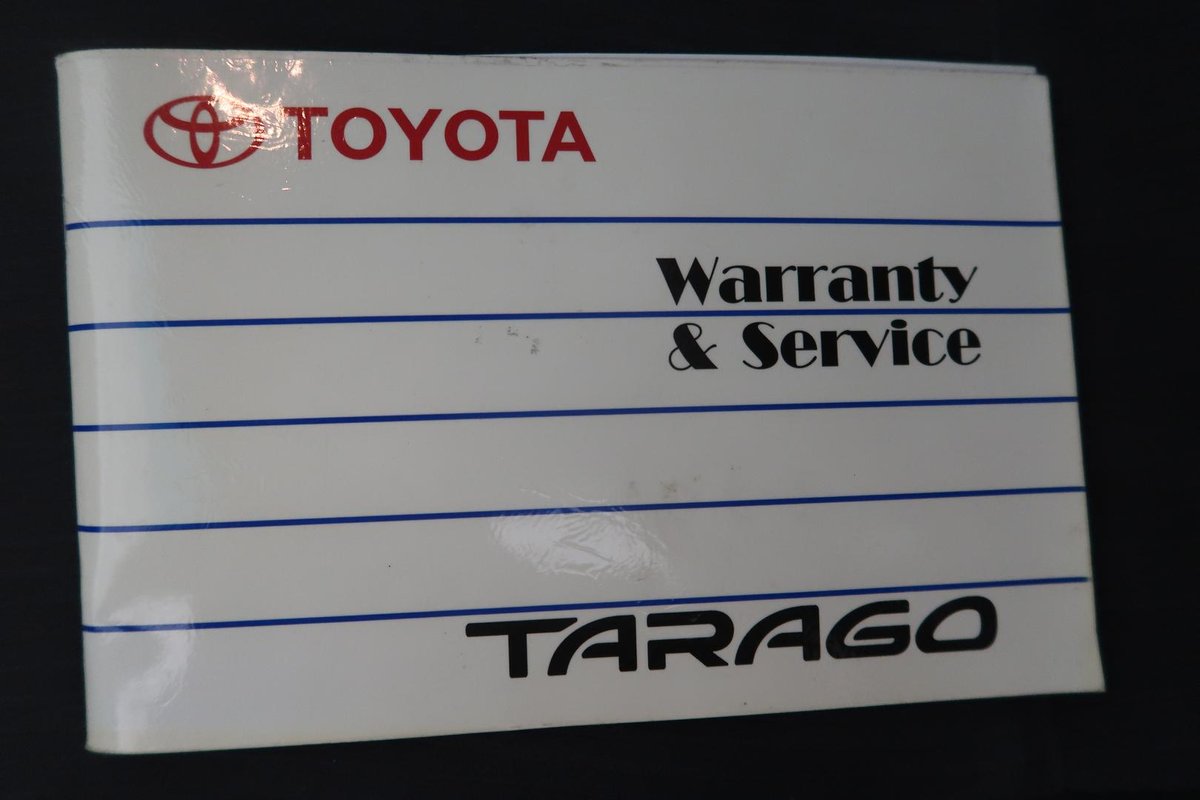 TOYOTA
Warranty
& Service
TARAGO